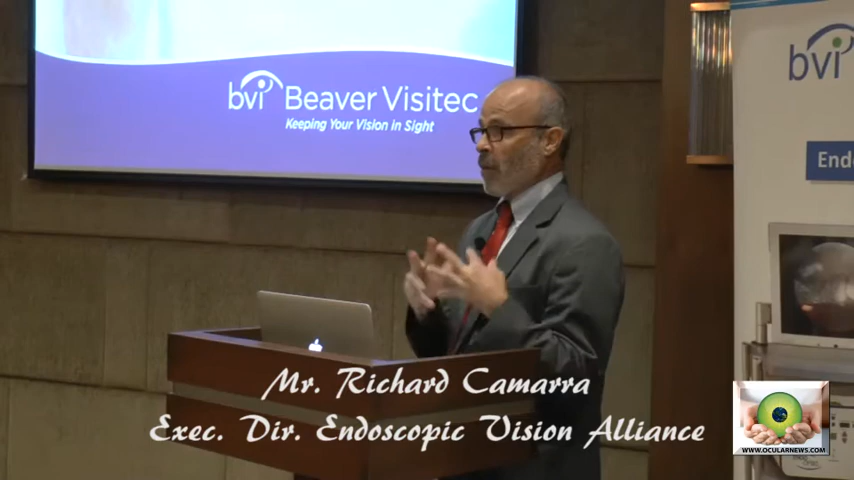 bvi Beaver Visitec
Keeping Your Vision in Sight
bvi
End
Mr. Richard Camarra
Exec. Dir. Endoscopic Vision Alliance
WWW.OCULARNEWS.COM